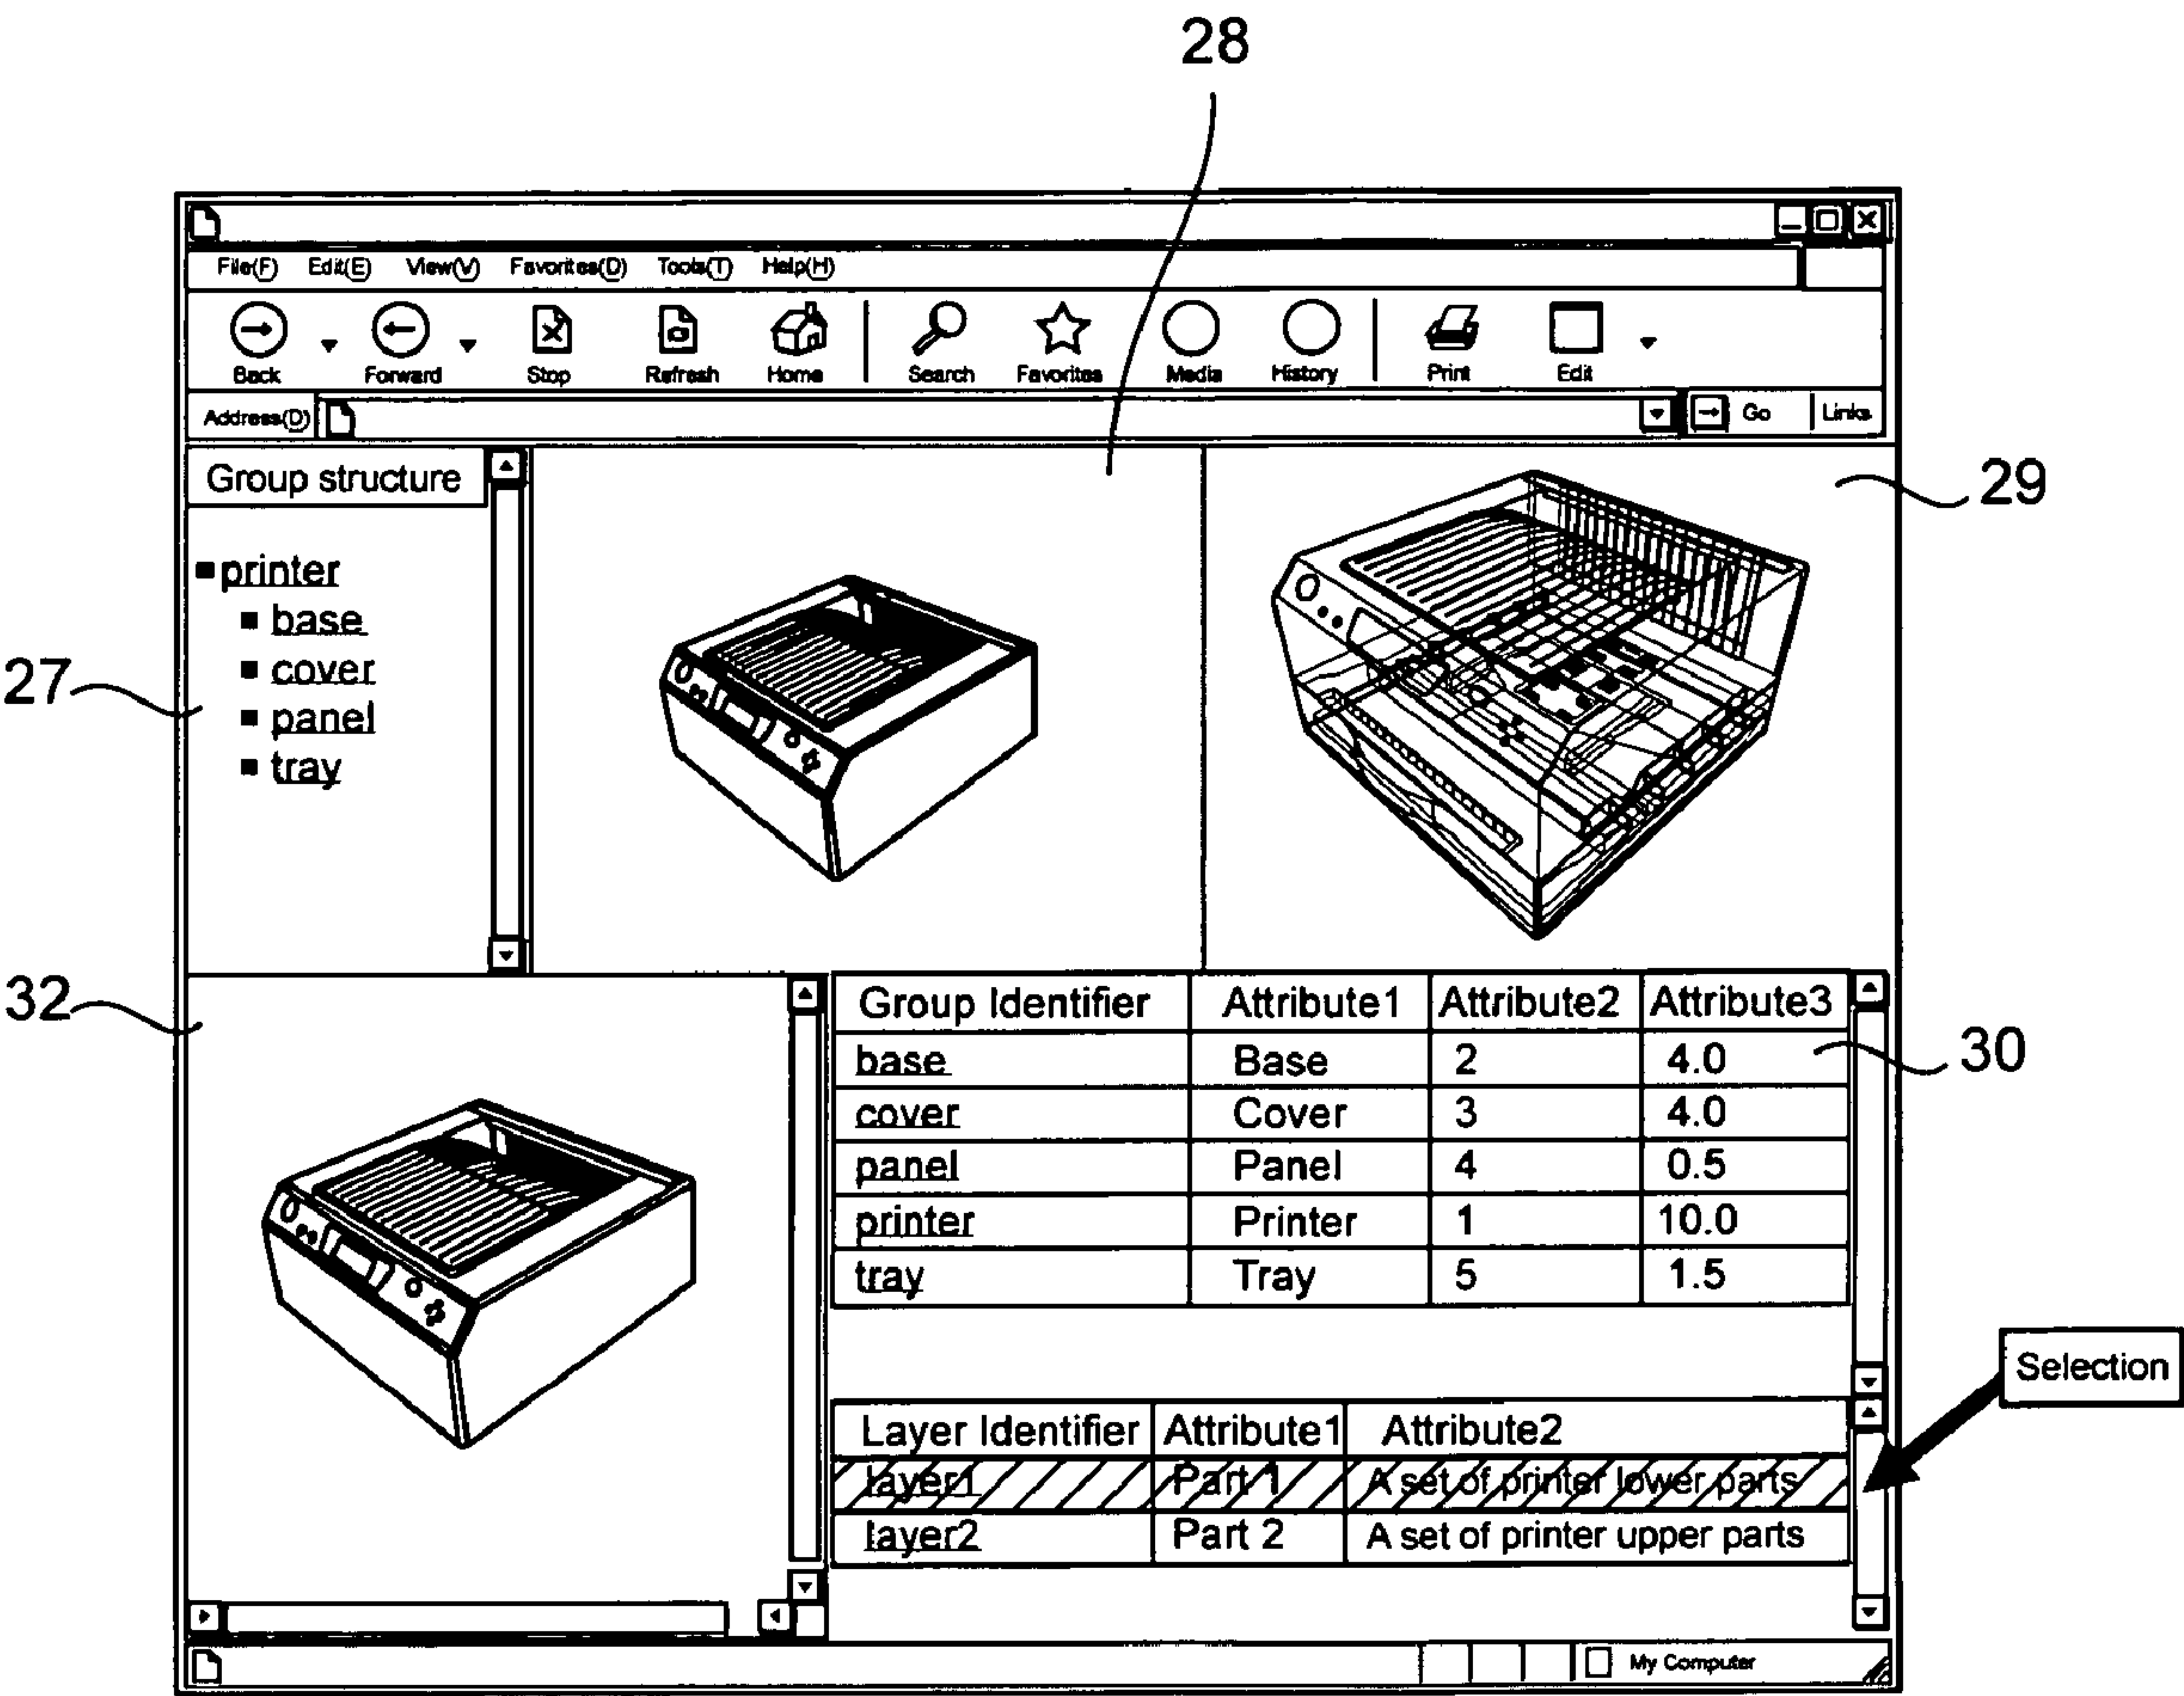 28
File(F) Edit(E) View(V) Favorites(D) Tools(T) Help(H)
Back Forward Stop Refresh Home Search Favorites Media History Print Edit
Address(D) Go Links
Group structure
29
printer
base
cover
panel
tray
27
32
Group Identifier Attribute1 Attribute2 Attribute3
base Base 2 4.0
30
cover Cover 3 4.0
panel Panel 4 0.5
printer Printer 1 10.0
tray Tray 5 1.5
Selection
Layer Identifier Attribute1 Attribute2
layer1 Part 1 A set of printer lower parts
layer2 Part 2 A set of printer upper parts
My Computer